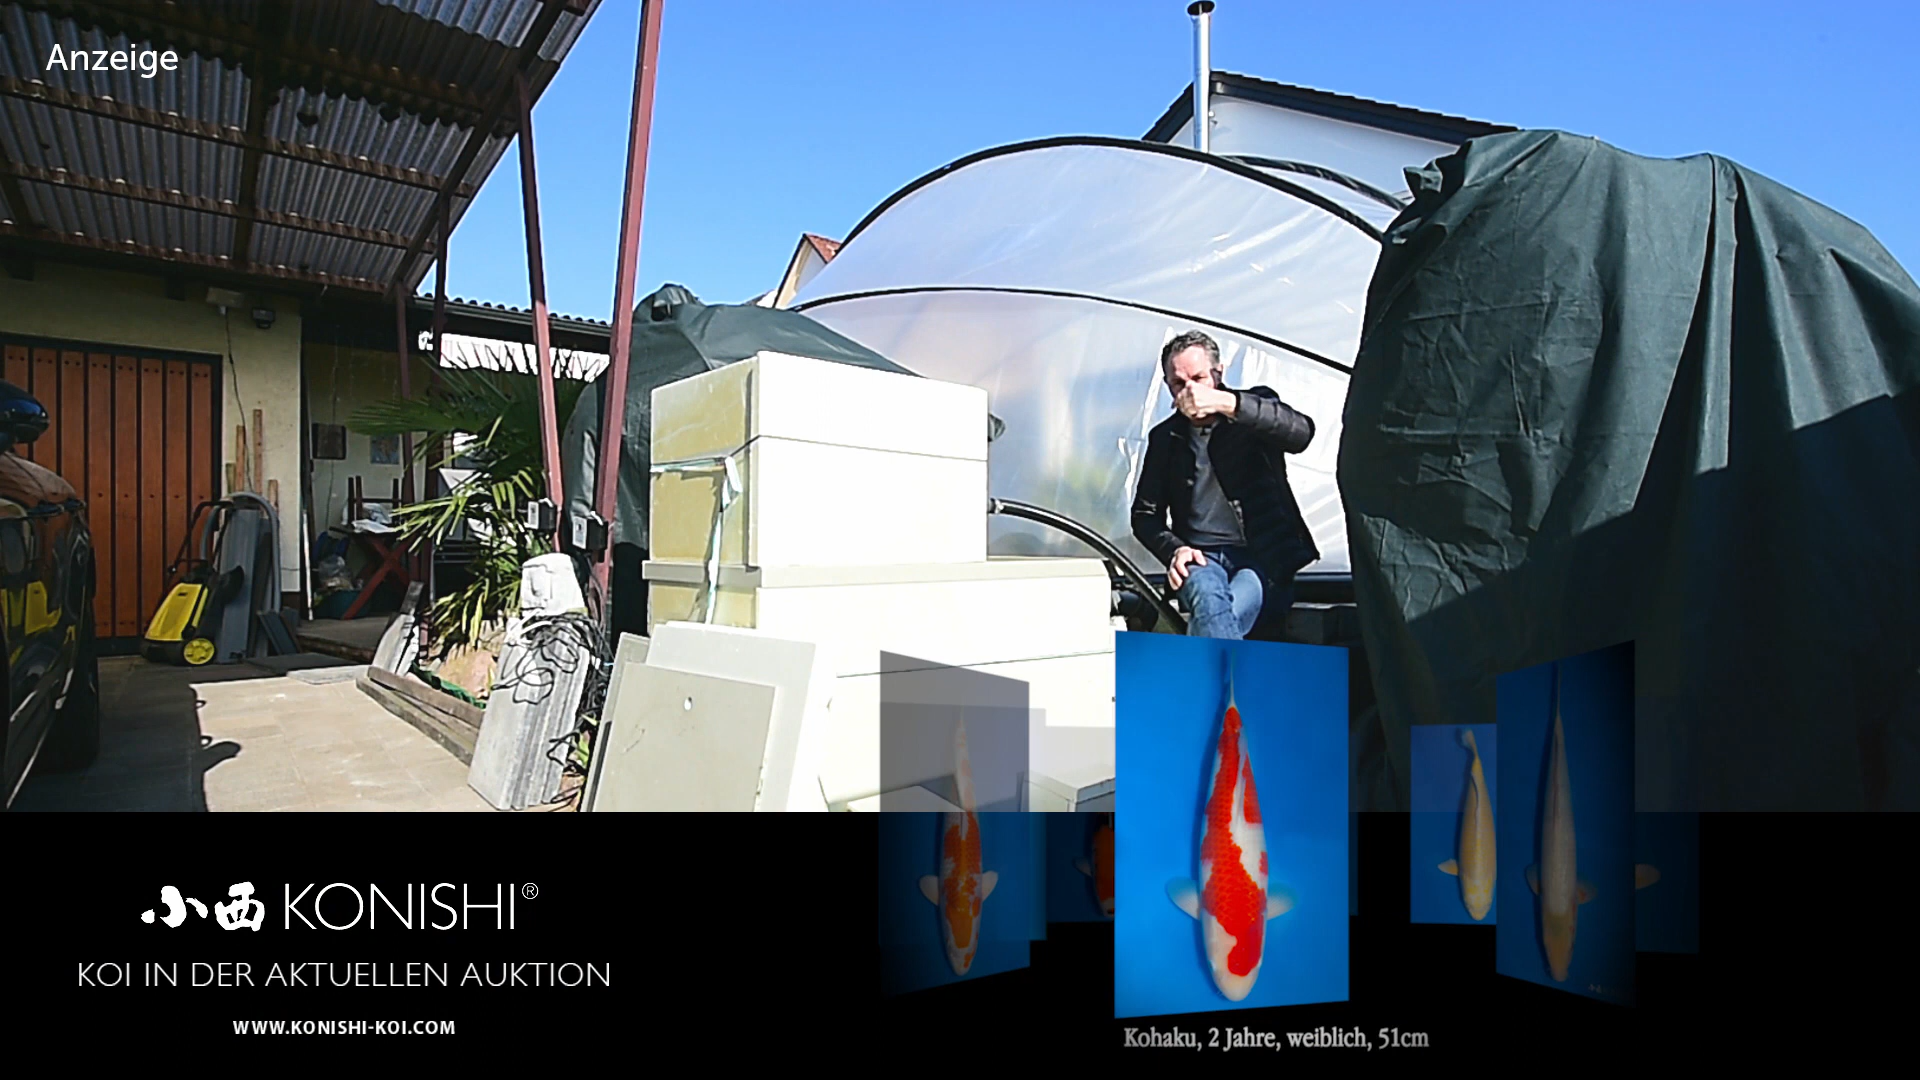 Anzeige
小西 KONISHI®
KOI IN DER AKTUELLEN AUKTION
WWW.KONISHI-KOI.COM
Kohaku, 2 Jahre, weiblich, 51cm